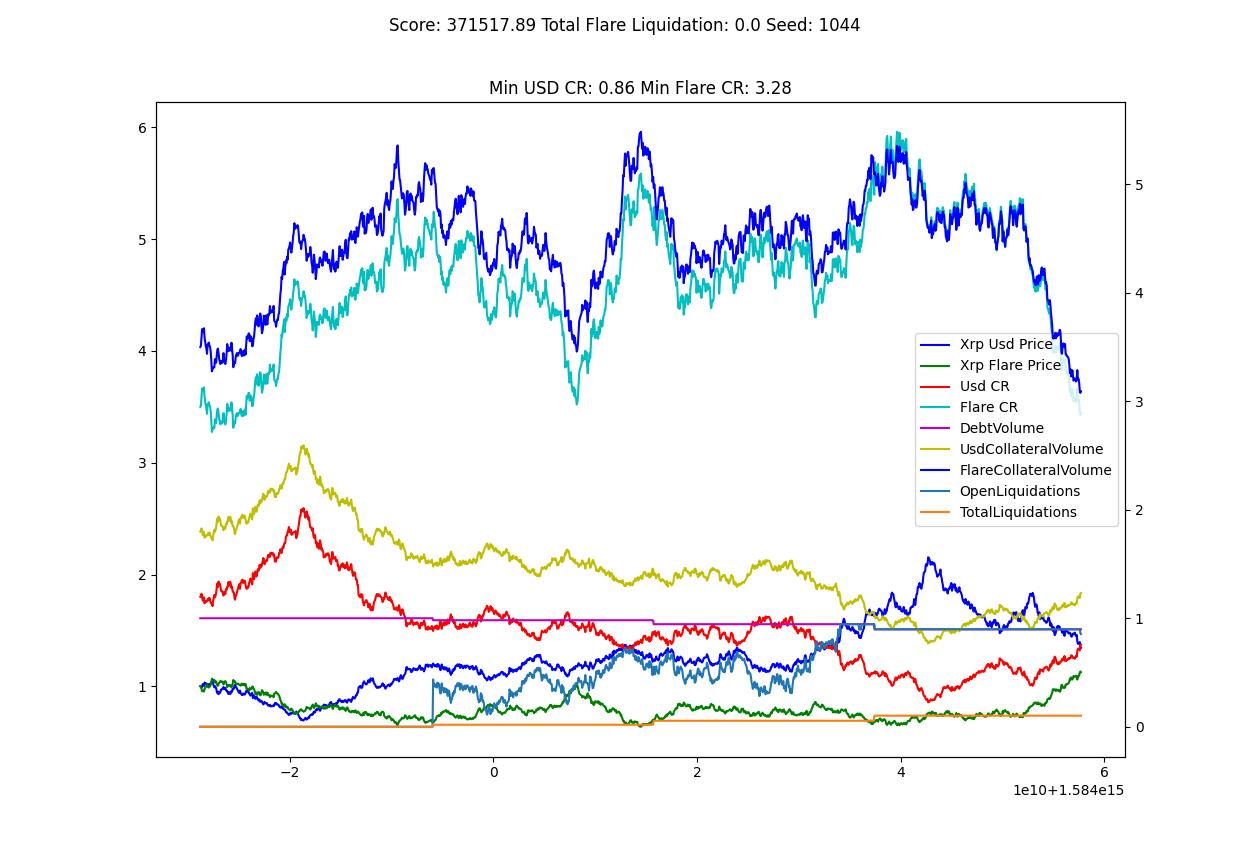 Score: 371517.89 Total Flare Liquidation: 0.0 Seed: 1044
Min USD CR: 0.86 Min Flare CR: 3.28
6
5
4
3
2
1
5
4
3
2
1
0
Xrp Usd Price
Xrp Flare Price
Usd CR
Flare CR
DebtVolume
UsdCollateralVolume
FlareCollateralVolume
OpenLiquidations
TotalLiquidations
−2 0 2 4 6
1e10+1.584e15